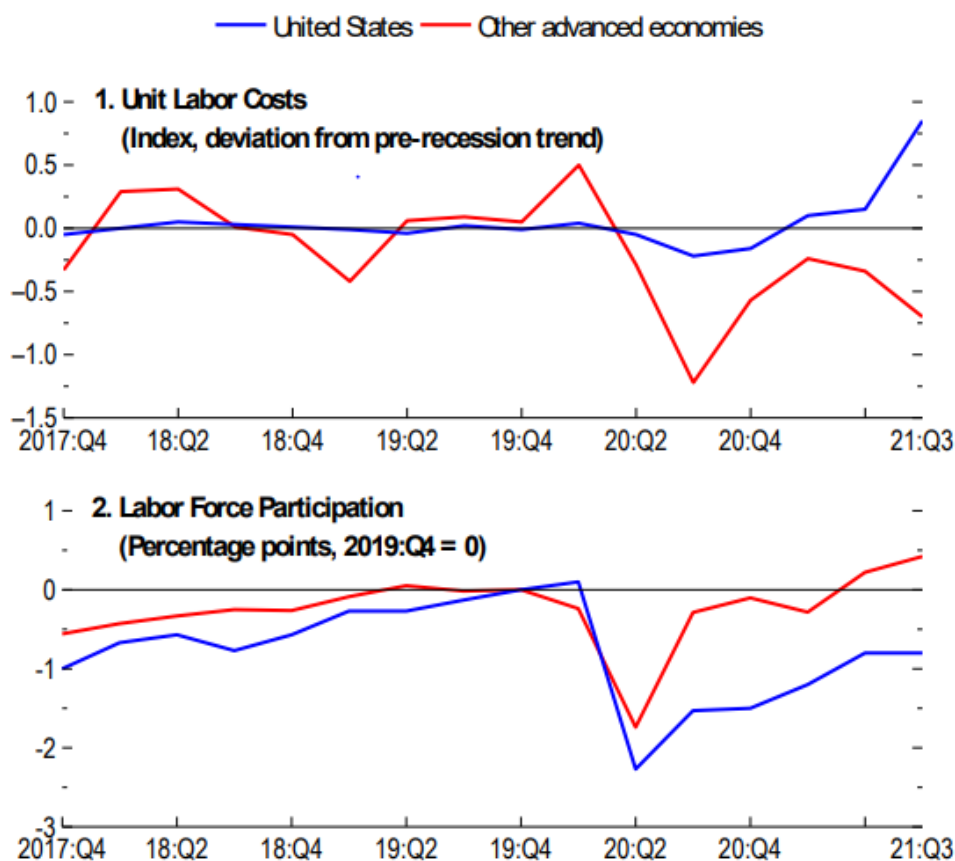 United States Other advanced economies
1. Unit Labor Costs
(Index, deviation from pre-recession trend)
1.0
0.5
0.0
–0.5
–1.0
–1.5
2017:Q4 18:Q2 18:Q4 19:Q2 19:Q4 20:Q2 20:Q4 21:Q3
2. Labor Force Participation
(Percentage points, 2019:Q4 = 0)
1
0
-1
-2
-3
2017:Q4 18:Q2 18:Q4 19:Q2 19:Q4 20:Q2 20:Q4 21:Q3